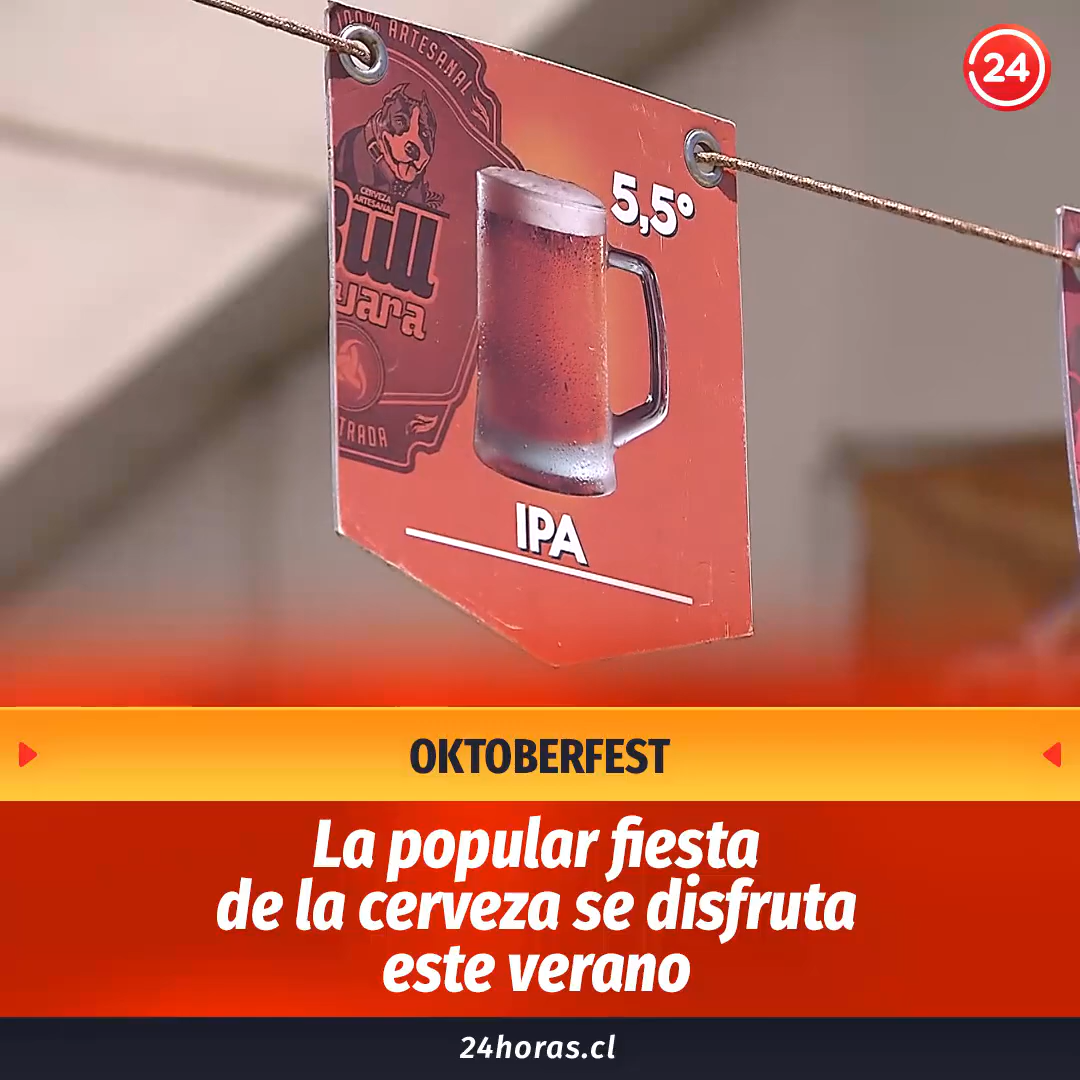 100% ARTESANAL
24
5,5°
CERVEZA
ARTESANAL
Büll
IPA
OKTOBERFEST
La popular fiesta
de la cerveza se disfruta
este verano
24horas.cl